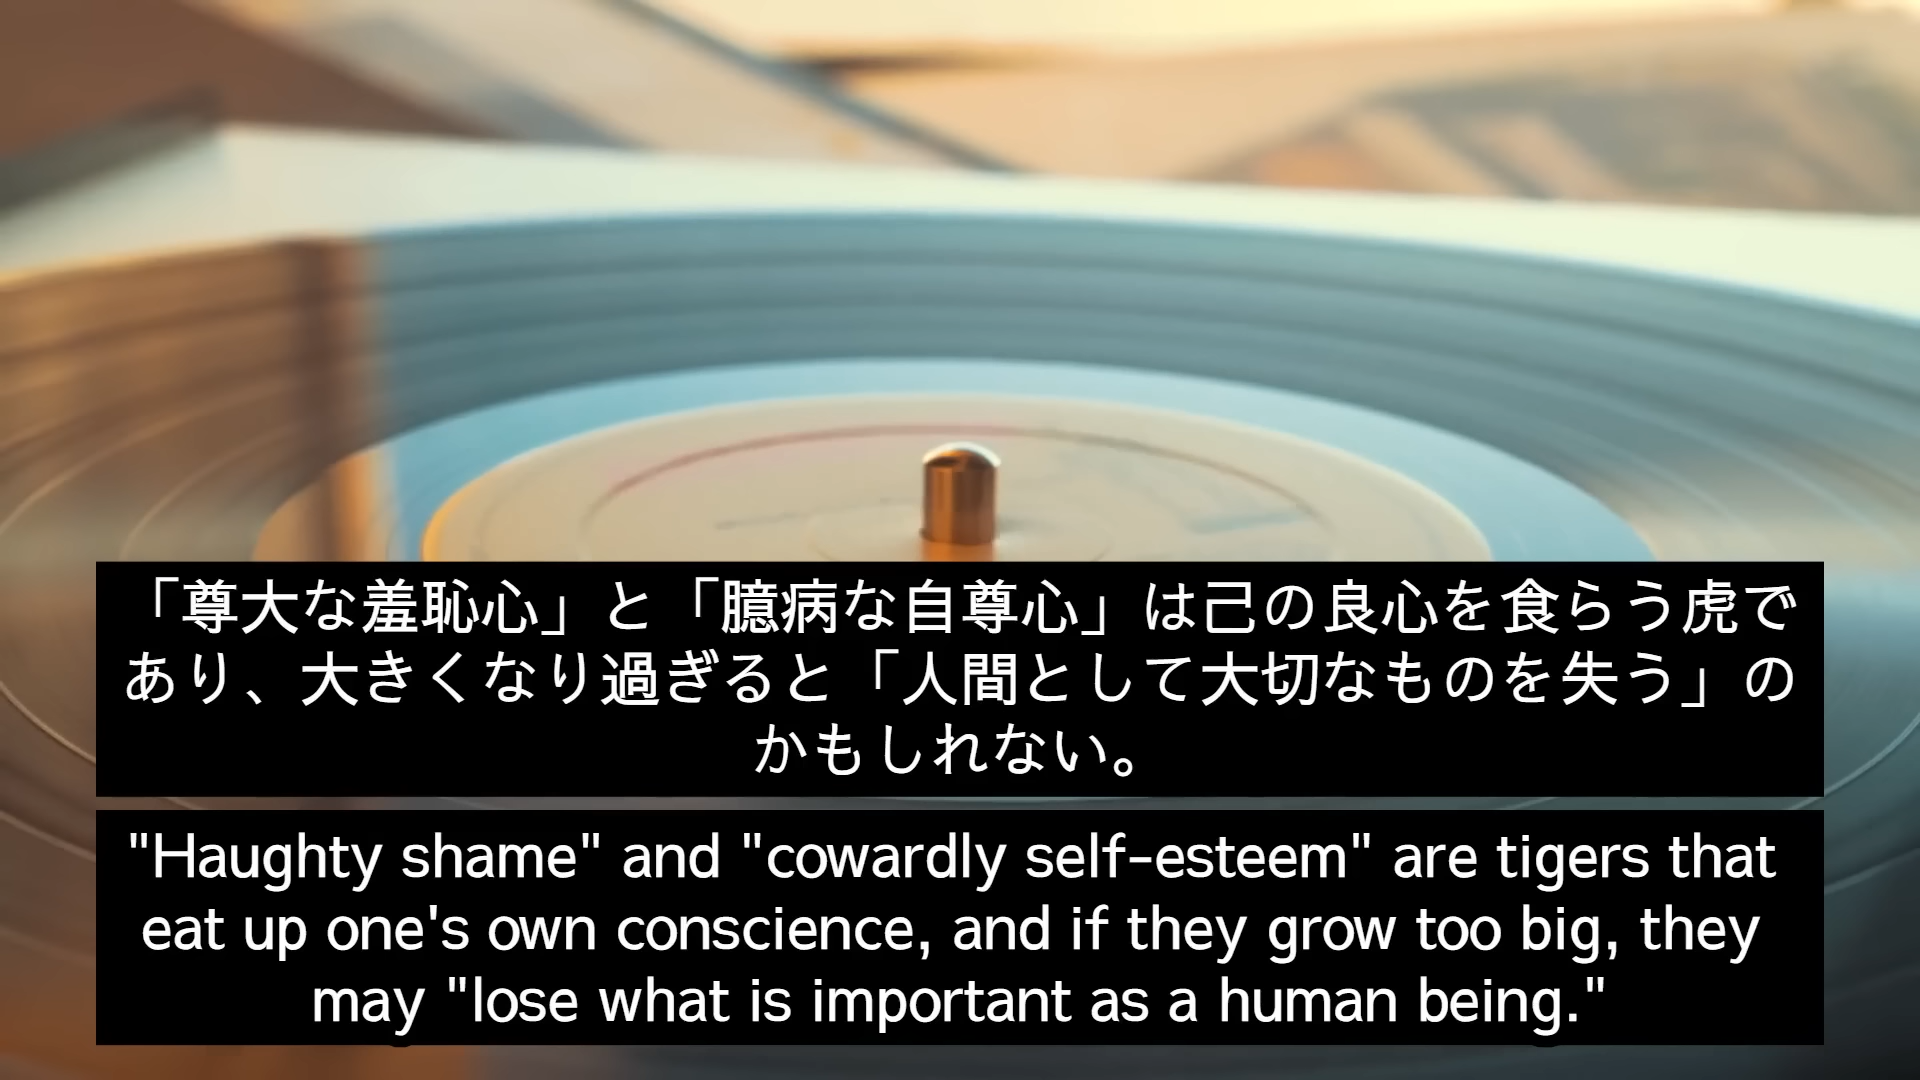 「尊大な羞恥心」と「臆病な自尊心」は己の良心を食らう虎で
あり、大きくなり過ぎると「人間として大切なものを失う」の
かもしれない。
"Haughty shame" and "cowardly self-esteem" are tigers that
eat up one's own conscience, and if they grow too big, they
may "lose what is important as a human being."